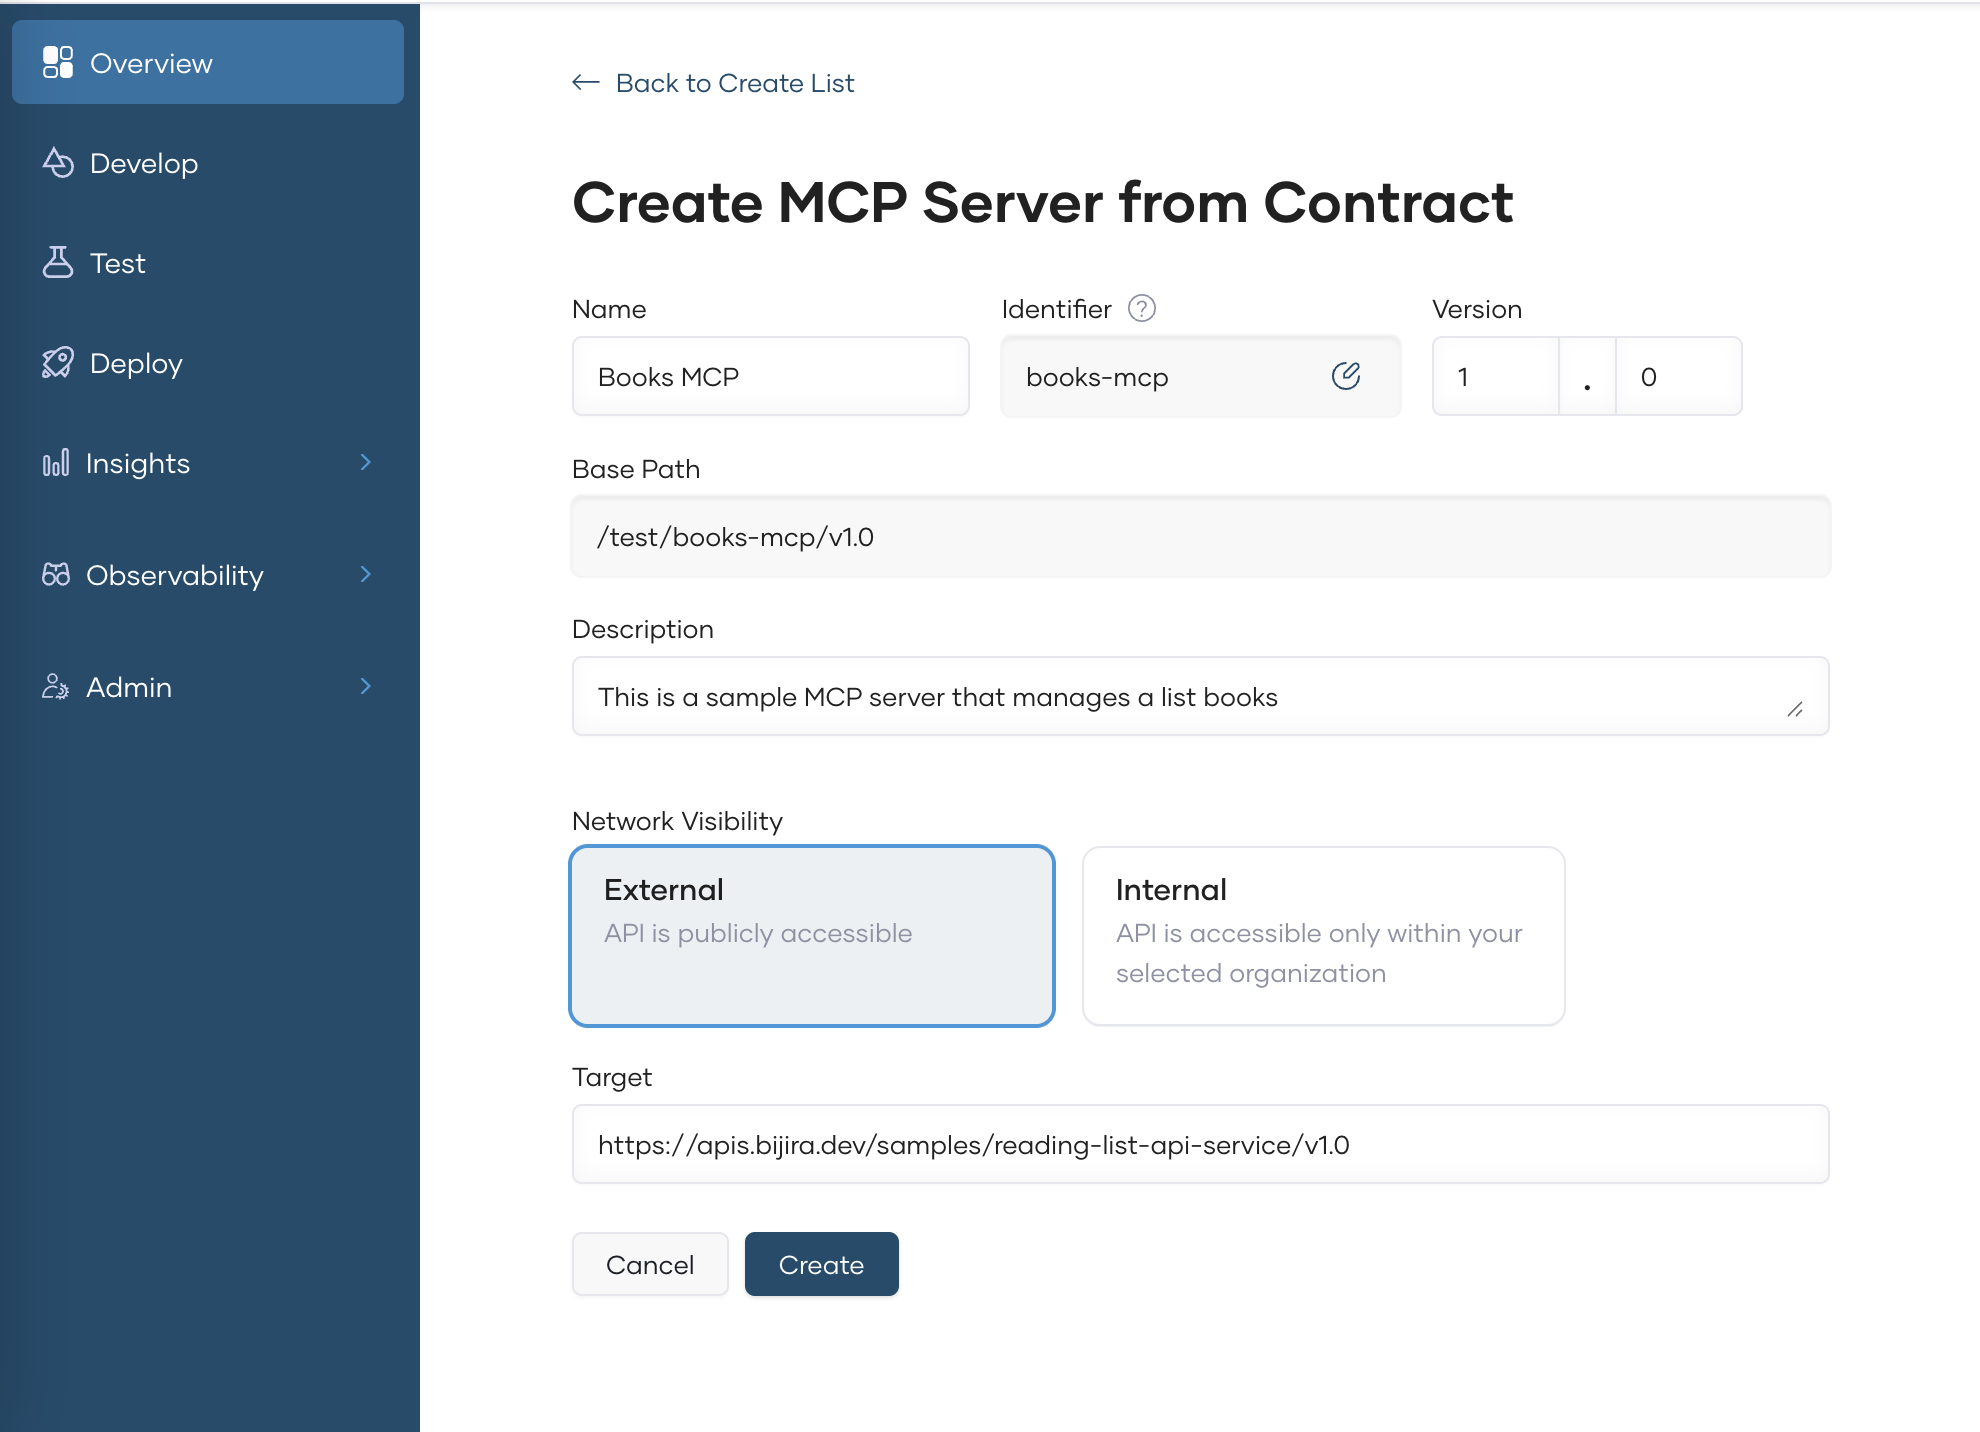 Overview
Develop
Test
Deploy
Insights
Observability
Admin
Back to Create List
Create MCP Server from Contract
Name
Books MCP
Identifier ?
books-mcp
Version
1 . 0
Base Path
/test/books-mcp/v1.0
Description
This is a sample MCP server that manages a list books
Network Visibility
External
API is publicly accessible
Internal
API is accessible only within your
selected organization
Target
https://apis.bijira.dev/samples/reading-list-api-service/v1.0
Cancel
Create